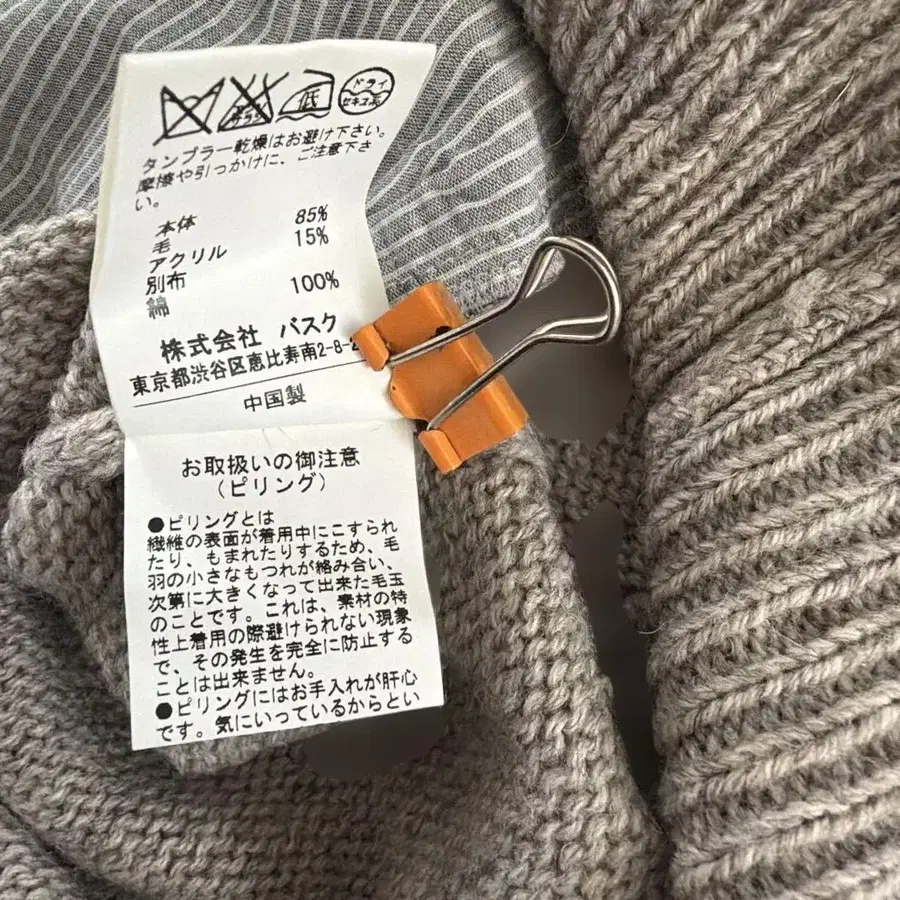 低
ドライ
セキユ系
タンブラー乾燥はお避け下さい。
摩擦や引っかけに、ご注意下さ
い。
本体
毛 85%
アクリル 15%
別布
綿 100%
株式会社 バスク
東京都渋谷区恵比寿南2-8-2
中国製
お取扱いの御注意
(ピリング)
●ピリングとは
繊維の表面が着用中にこすられ
たり、もまれたりするため、毛
羽の小さなもつれが絡み合い、
次第に大きくなって出来た毛玉
のことです。これは、素材の特
性上着用の際避けられない現象
で、その発生を完全に防止する
ことは出来ません。
●ピリングにはお手入れが肝心
です。気にいっているからとい